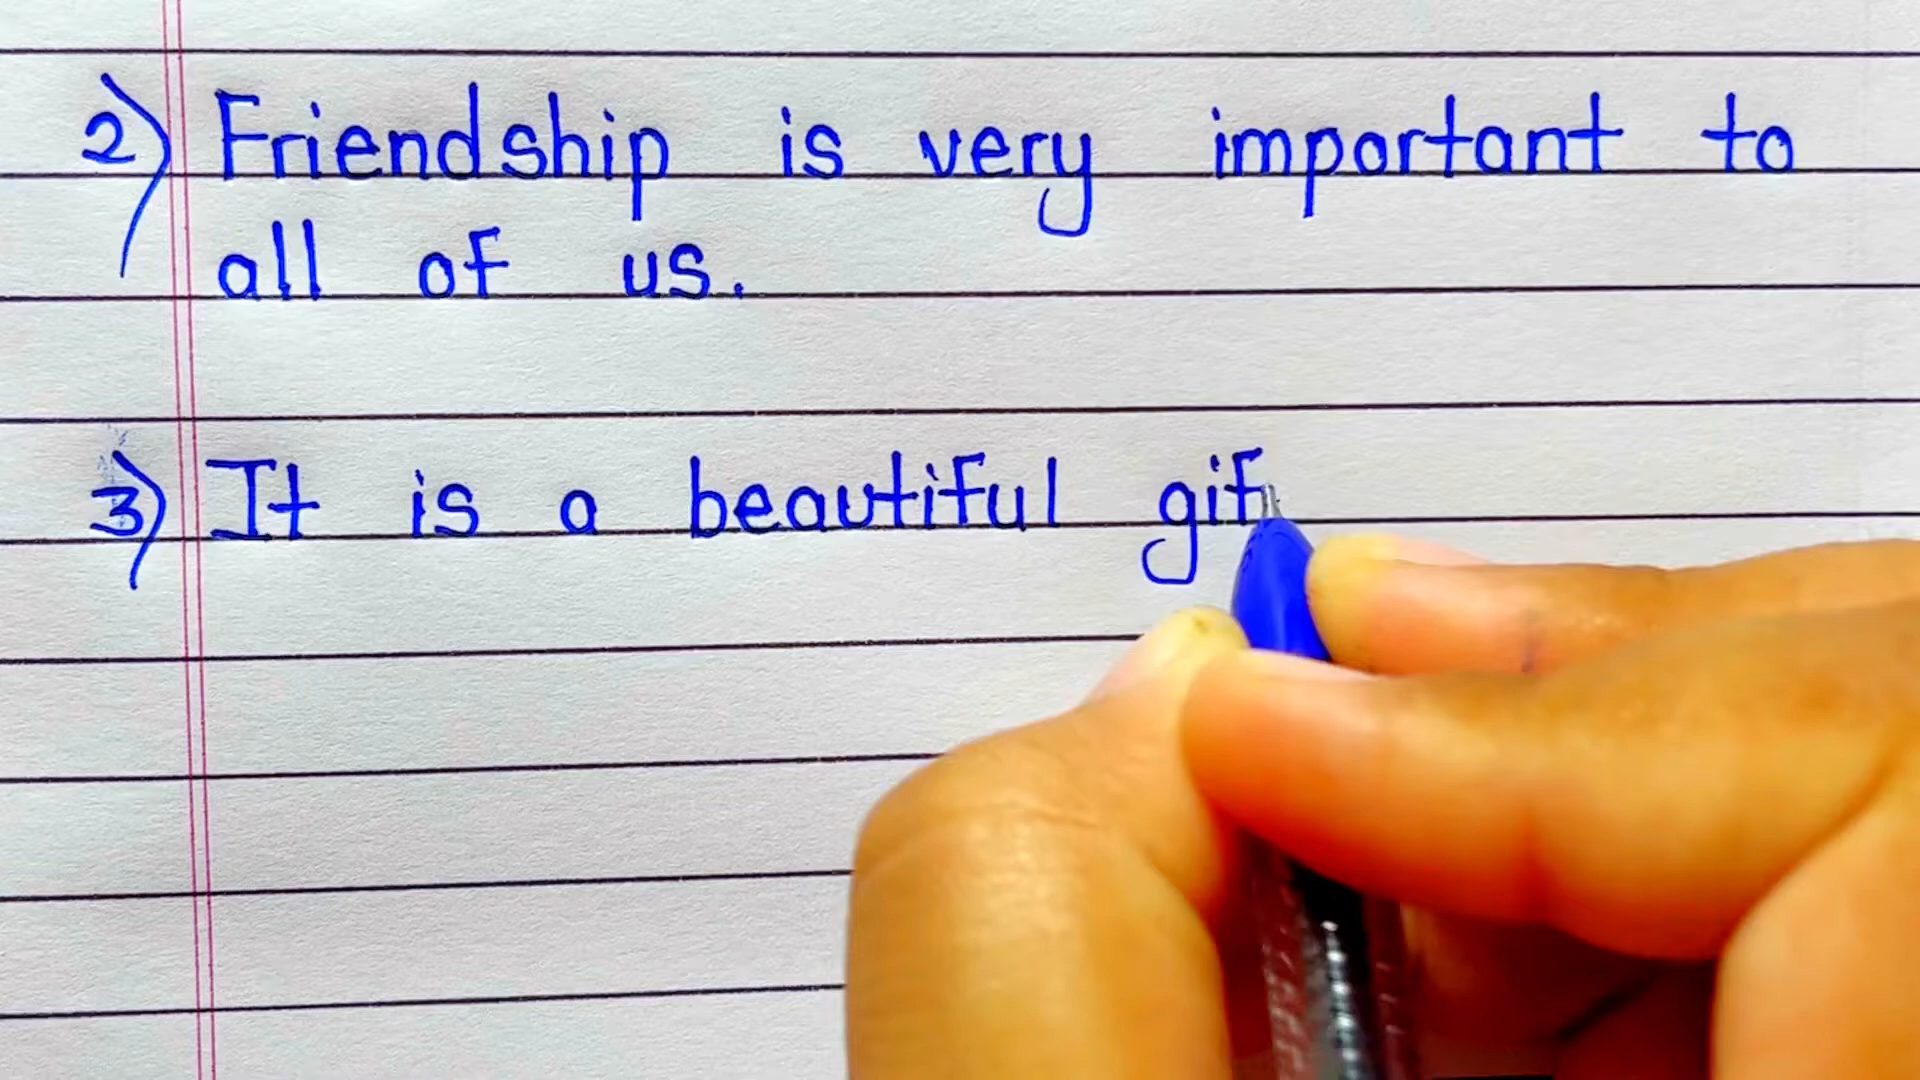 2) Friendship is very important to
all of us.
3) It is a beautiful gif